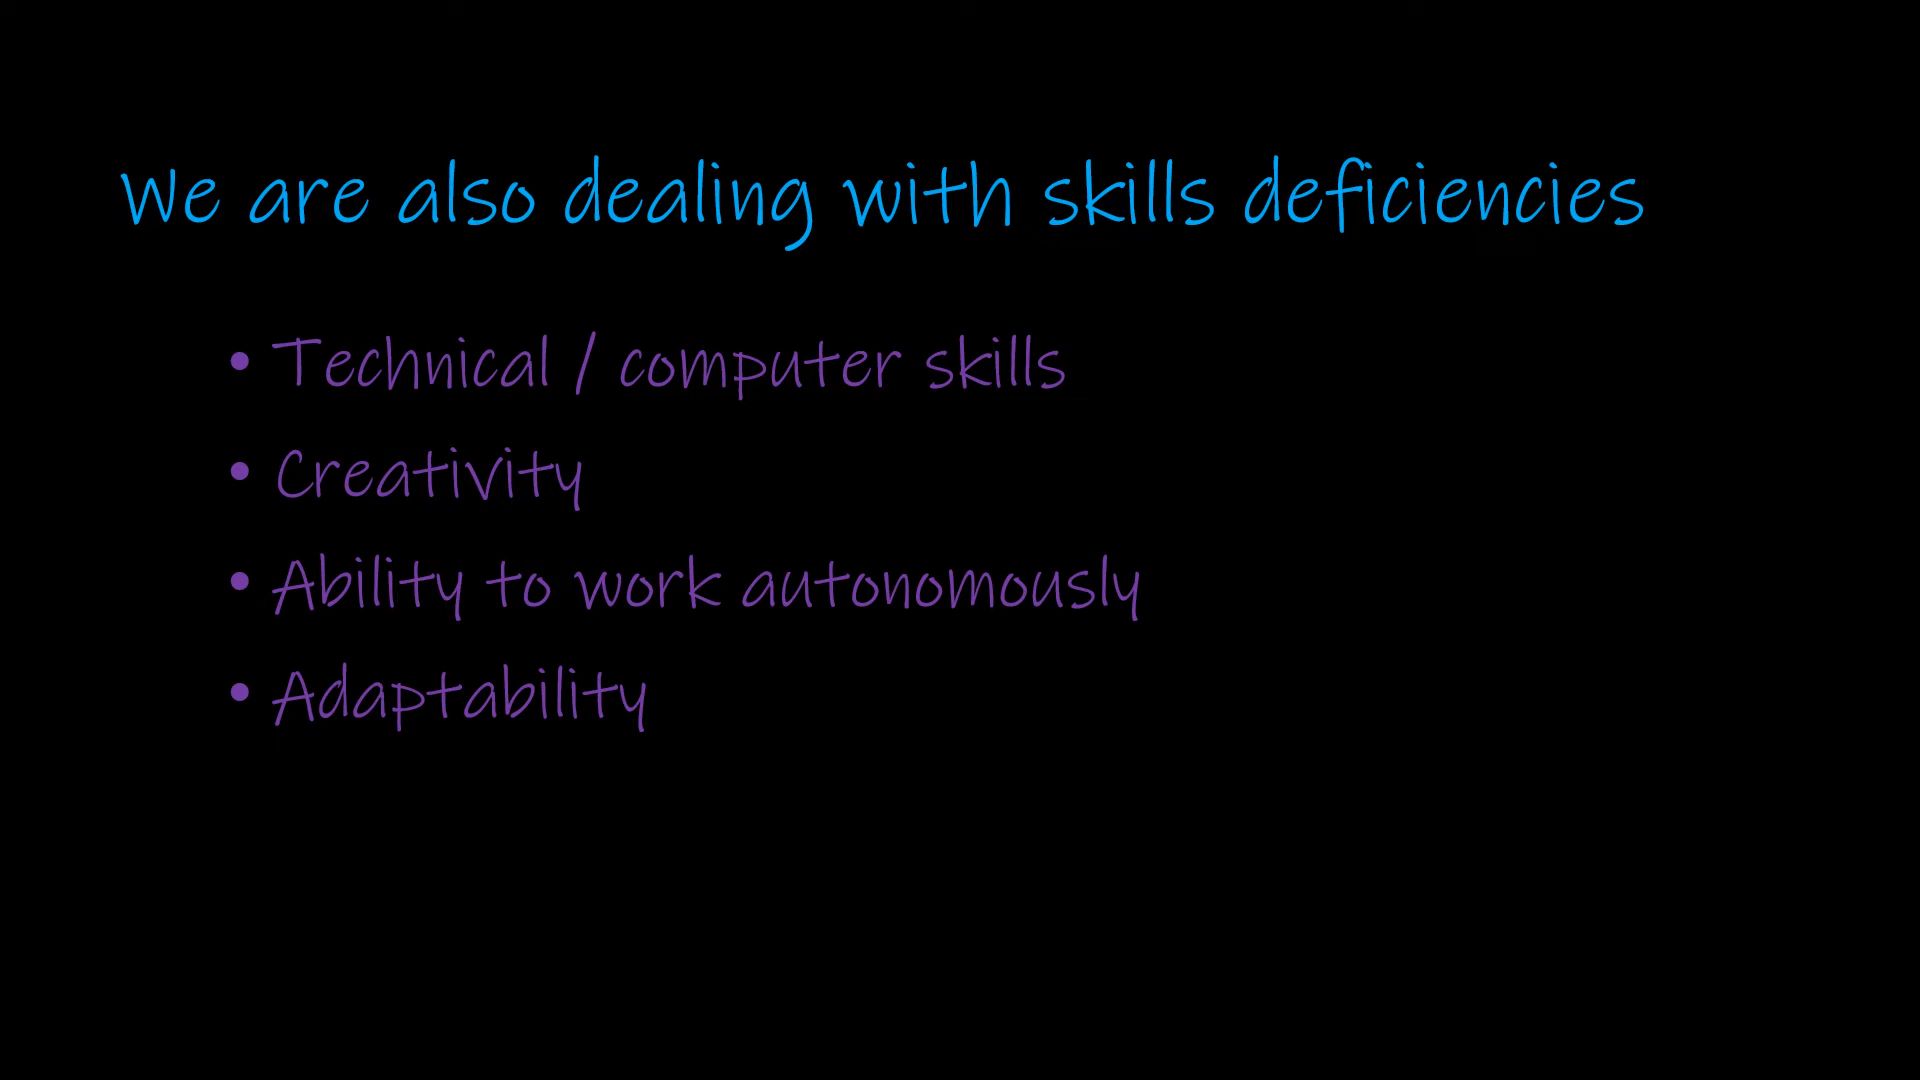 We are also dealing with skills deficiencies
• Technical / computer skills
• Creativity
• Ability to work autonomously
• Adaptability